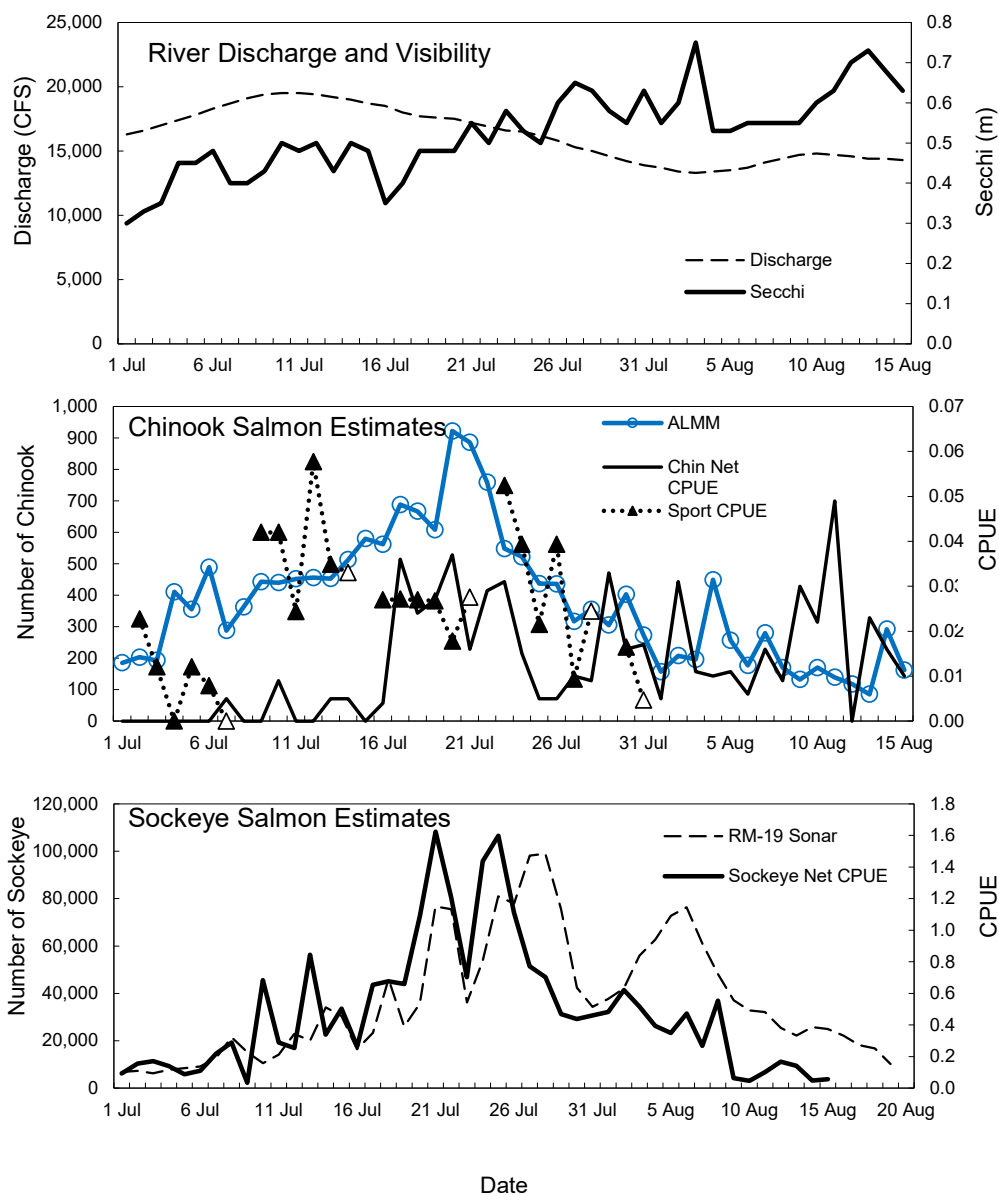 River Discharge and Visibility
25,000
20,000
15,000
10,000
5,000
0
Discharge (CFS)
0.8
0.7
0.6
0.5
0.4
0.3
0.2
0.1
0.0
Secchi (m)
Discharge
Secchi
1 Jul 6 Jul 11 Jul 16 Jul 21 Jul 26 Jul 31 Jul 5 Aug 10 Aug 15 Aug
Chinook Salmon Estimates
1,000
900
800
700
600
500
400
300
200
100
0
Number of Chinook
0.07
0.06
0.05
0.04
0.03
0.02
0.01
0.00
CPUE
ALMM
Chin Net
CPUE
Sport CPUE
1 Jul 6 Jul 11 Jul 16 Jul 21 Jul 26 Jul 31 Jul 5 Aug 10 Aug 15 Aug
Sockeye Salmon Estimates
120,000
100,000
80,000
60,000
40,000
20,000
0
Number of Sockeye
1.8
1.6
1.4
1.2
1.0
0.8
0.6
0.4
0.2
0.0
CPUE
RM-19 Sonar
Sockeye Net CPUE
1 Jul 6 Jul 11 Jul 16 Jul 21 Jul 26 Jul 31 Jul 5 Aug 10 Aug 15 Aug 20 Aug
Date